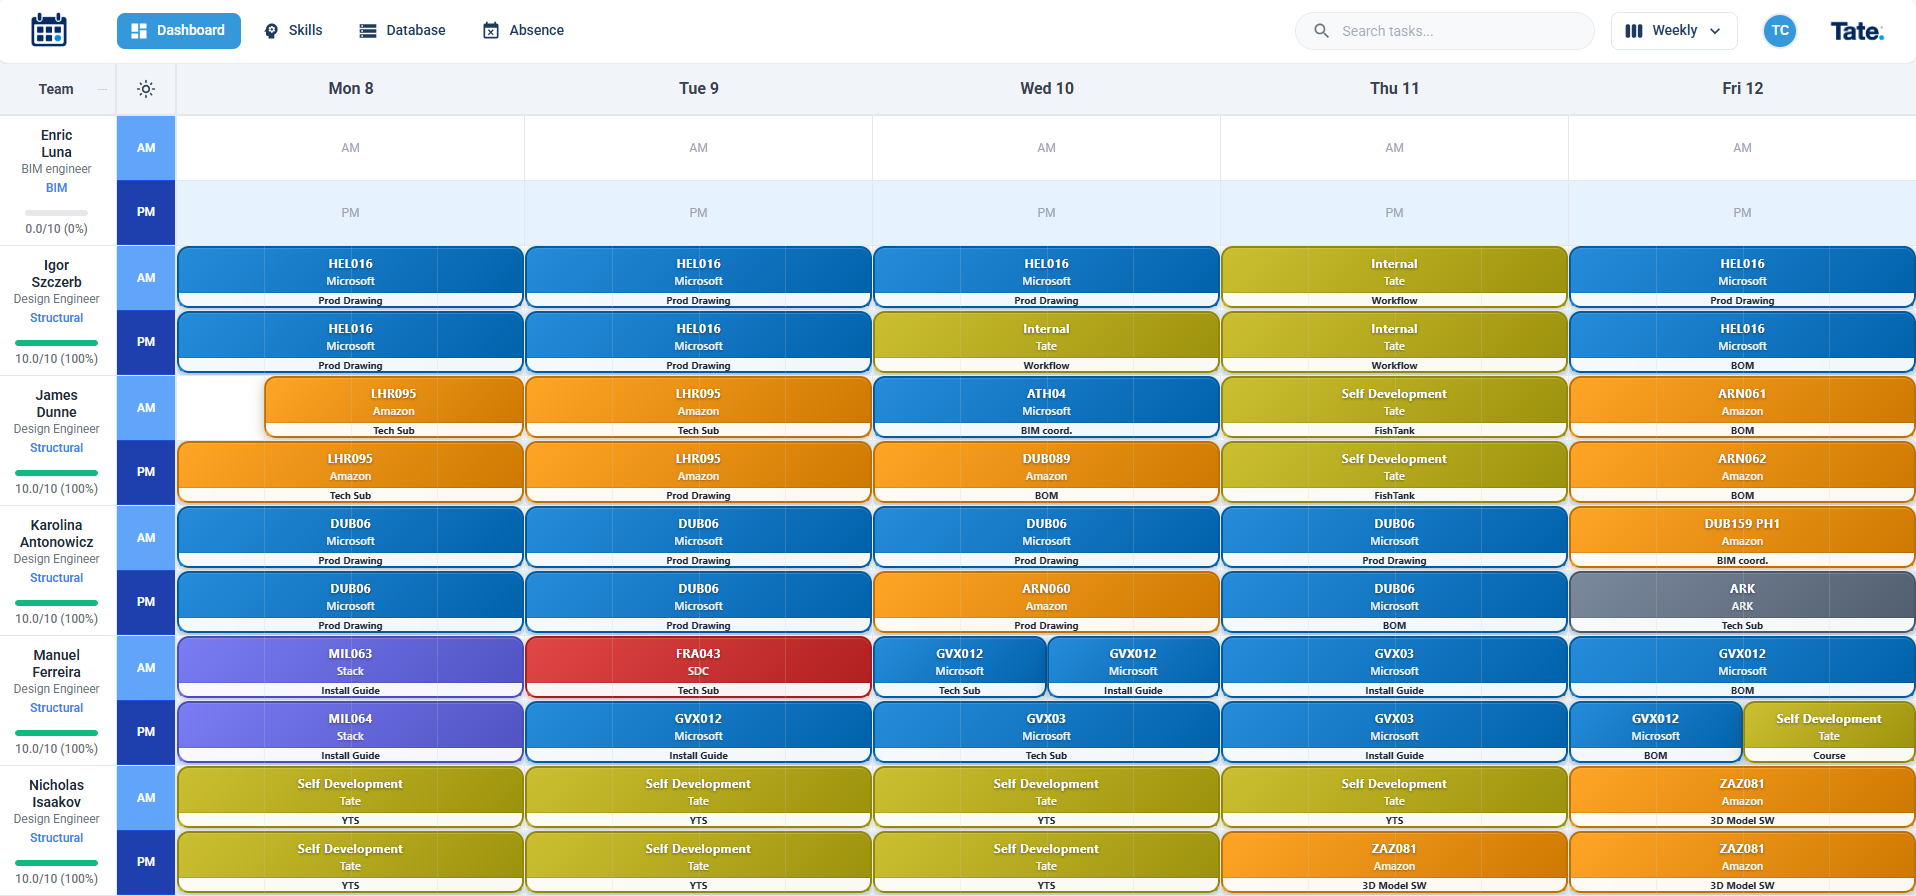 Dashboard Skills Database Absence Search tasks... Weekly TC Tate.
Team Mon 8 Tue 9 Wed 10 Thu 11 Fri 12
Enric
Luna
BIM engineer
BIM
0.0/10 (0%)
AM AM AM AM AM AM
PM PM PM PM PM PM
Igor
Szczerb
Design Engineer
Structural
10.0/10 (100%)
AM
HEL016 HEL016 HEL016 Internal HEL016
Microsoft Microsoft Microsoft Tate Microsoft
Prod Drawing Prod Drawing Prod Drawing Workflow Prod Drawing
PM
HEL016 HEL016 Internal Internal HEL016
Microsoft Microsoft Tate Tate Microsoft
Prod Drawing Prod Drawing Workflow Workflow BOM
James
Dunne
Design Engineer
Structural
10.0/10 (100%)
AM
LHR095 LHR095 ATH04 Self Development ARN061
Amazon Amazon Microsoft Tate Amazon
Tech Sub Tech Sub BIM coord. FishTank BOM
PM
LHR095 LHR095 DUB089 Self Development ARN062
Amazon Amazon Amazon Tate Amazon
Tech Sub Prod Drawing BOM FishTank BOM
Karolina
Antonowicz
Design Engineer
Structural
10.0/10 (100%)
AM
DUB06 DUB06 DUB06 DUB06 DUB159 PH1
Microsoft Microsoft Microsoft Microsoft Amazon
Prod Drawing Prod Drawing Prod Drawing Prod Drawing BIM coord.
PM
DUB06 DUB06 ARN060 DUB06 ARK
Microsoft Microsoft Amazon Microsoft ARK
Prod Drawing Prod Drawing Prod Drawing BOM Tech Sub
Manuel
Ferreira
Design Engineer
Structural
10.0/10 (100%)
AM
MIL063 FRA043 GVX012 GVX012 GVX03 GVX012
Stack SDC Microsoft Microsoft Microsoft Microsoft
Install Guide Tech Sub Tech Sub Install Guide Install Guide BOM
PM
MIL064 GVX012 GVX03 GVX03 GVX012 Self Development
Stack Microsoft Microsoft Microsoft Microsoft Tate
Install Guide Install Guide Tech Sub Install Guide BOM Course
Nicholas
Isaakov
Design Engineer
Structural
10.0/10 (100%)
AM
Self Development Self Development Self Development Self Development ZAZ081
Tate Tate Tate Tate Amazon
YTS YTS YTS YTS 3D Model SW
PM
Self Development Self Development Self Development ZAZ081 ZAZ081
Tate Tate Tate Amazon Amazon
YTS YTS YTS 3D Model SW 3D Model SW